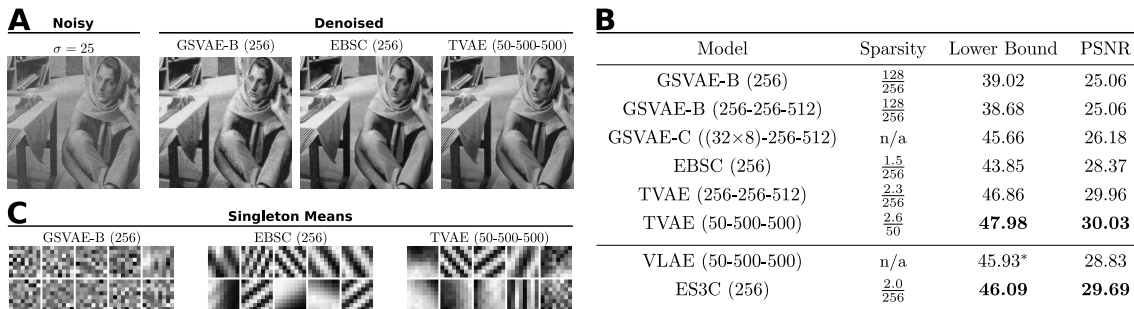 A
Noisy Denoised
σ = 25 GSVAE-B (256) EBSC (256) TVAE (50-500-500)
C
Singleton Means
GSVAE-B (256) EBSC (256) TVAE (50-500-500)
B
Model Sparsity Lower Bound PSNR
GSVAE-B (256) 128/256 39.02 25.06
GSVAE-B (256-256-512) 128/256 38.68 25.06
GSVAE-C ((32×8)-256-512) n/a 45.66 26.18
EBSC (256) 1.5/256 43.85 28.37
TVAE (256-256-512) 2.3/256 46.86 29.96
TVAE (50-500-500) 2.6/50 47.98 30.03
VLAE (50-500-500) n/a 45.93* 28.83
ES3C (256) 2.0/256 46.09 29.69